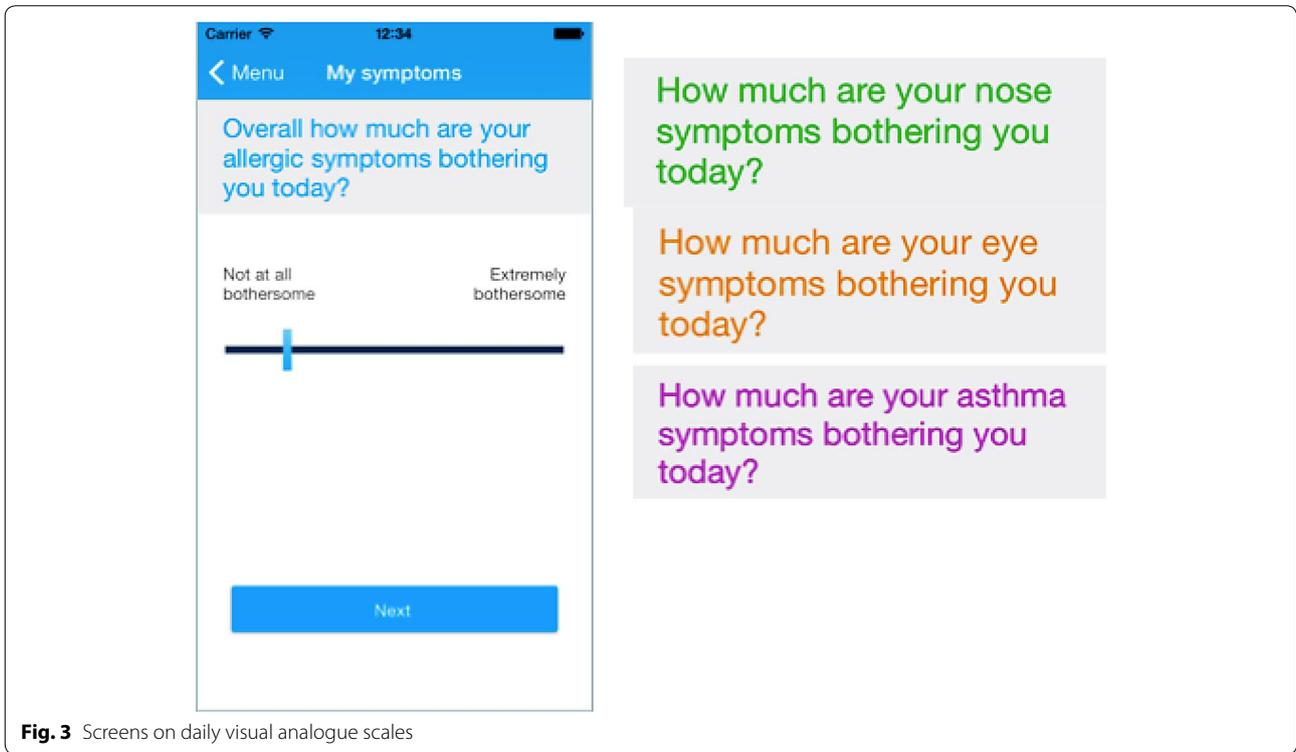 Carrier 12:34
Menu My symptoms
Overall how much are your
allergic symptoms bothering
you today?
Not at all
bothersome
Extremely
bothersome
Next
How much are your nose
symptoms bothering you
today?
How much are your eye
symptoms bothering you
today?
How much are your asthma
symptoms bothering you
today?
Fig. 3 Screens on daily visual analogue scales